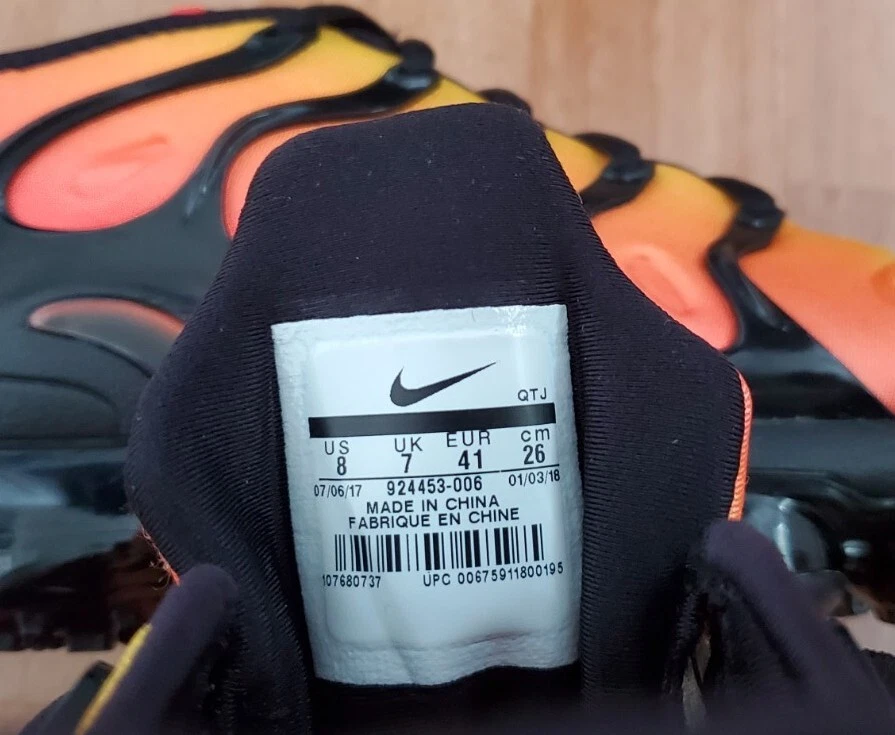 QTJ
US UK EUR cm
8 7 41 26
07/06/17 924453-006 01/03/18
MADE IN CHINA
FABRIQUE EN CHINE
107680737 UPC 00675911800195